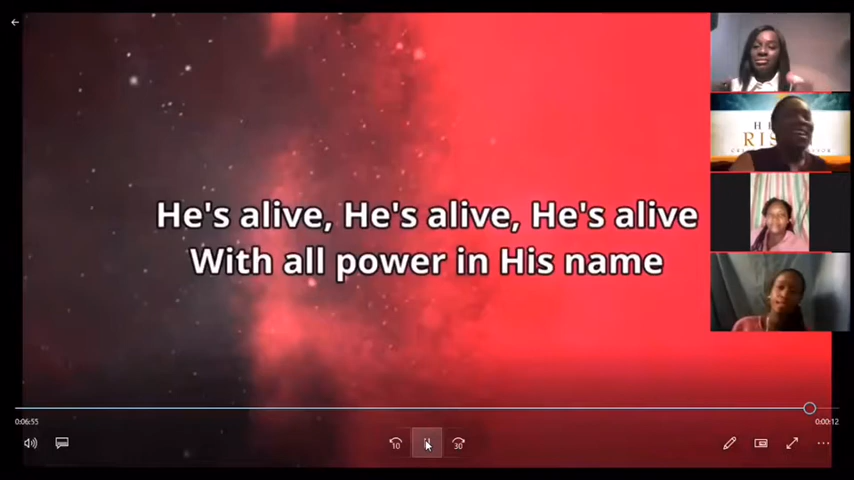 He's alive, He's alive, He's alive
With all power in His name
0:06:55
0:00:12
10
30